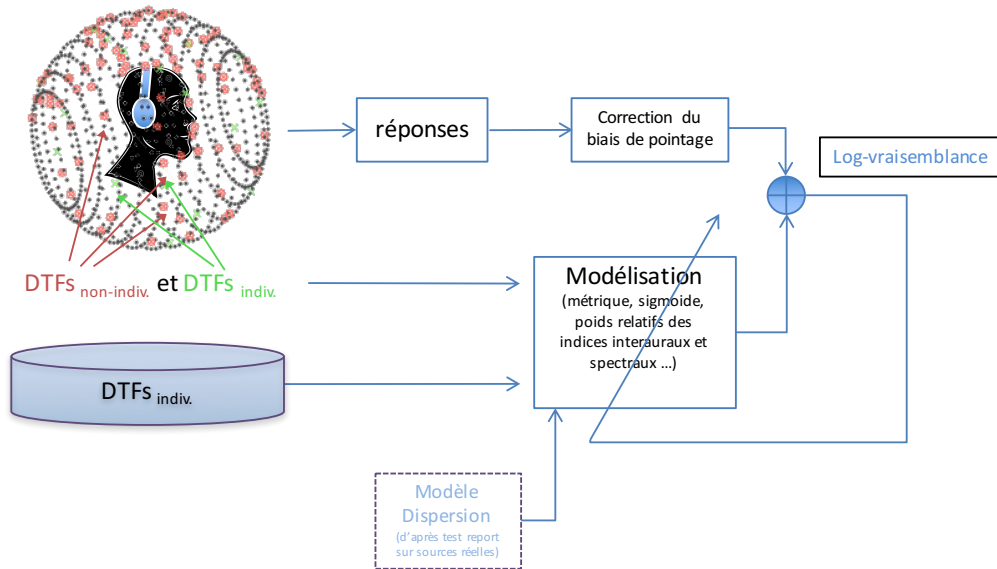 réponses
Correction du
biais de pointage
Log-vraisemblance
DTFs non-indiv. et DTFs indiv.
Modélisation
(métrique, sigmoide,
poids relatifs des
indices interauraux et
spectraux ...)
DTFs indiv.
Modèle
Dispersion
(d'après test report
sur sources réelles)